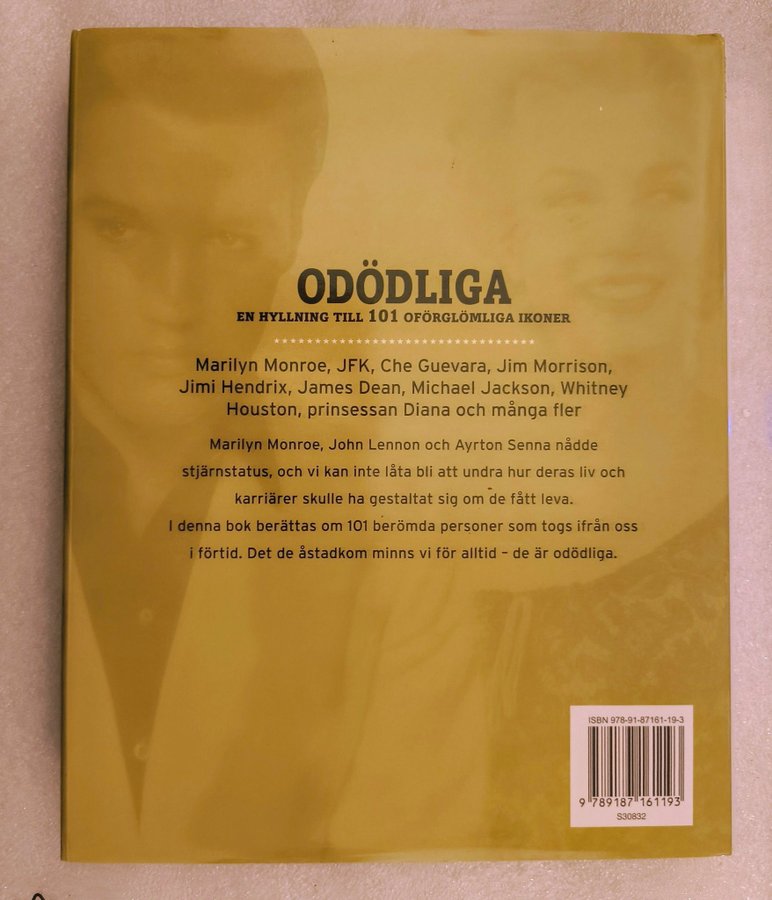 ODÖDLIGA
EN HYLLNING TILL 101 OFÖRGLÖMLIGA IKONER
Marilyn Monroe, JFK, Che Guevara, Jim Morrison,
Jimi Hendrix, James Dean, Michael Jackson, Whitney
Houston, prinsessan Diana och många fler
Marilyn Monroe, John Lennon och Ayrton Senna nådde
stjärnstatus, och vi kan inte låta bli att undra hur deras liv och
karriärer skulle ha gestaltat sig om de fått leva.
I denna bok berättas om 101 berömda personer som togs ifrån oss
i förtid. Det de åstadkom minns vi för alltid – de är odödliga.
ISBN 978-91-87161-19-3
9 789187 161193
S30832